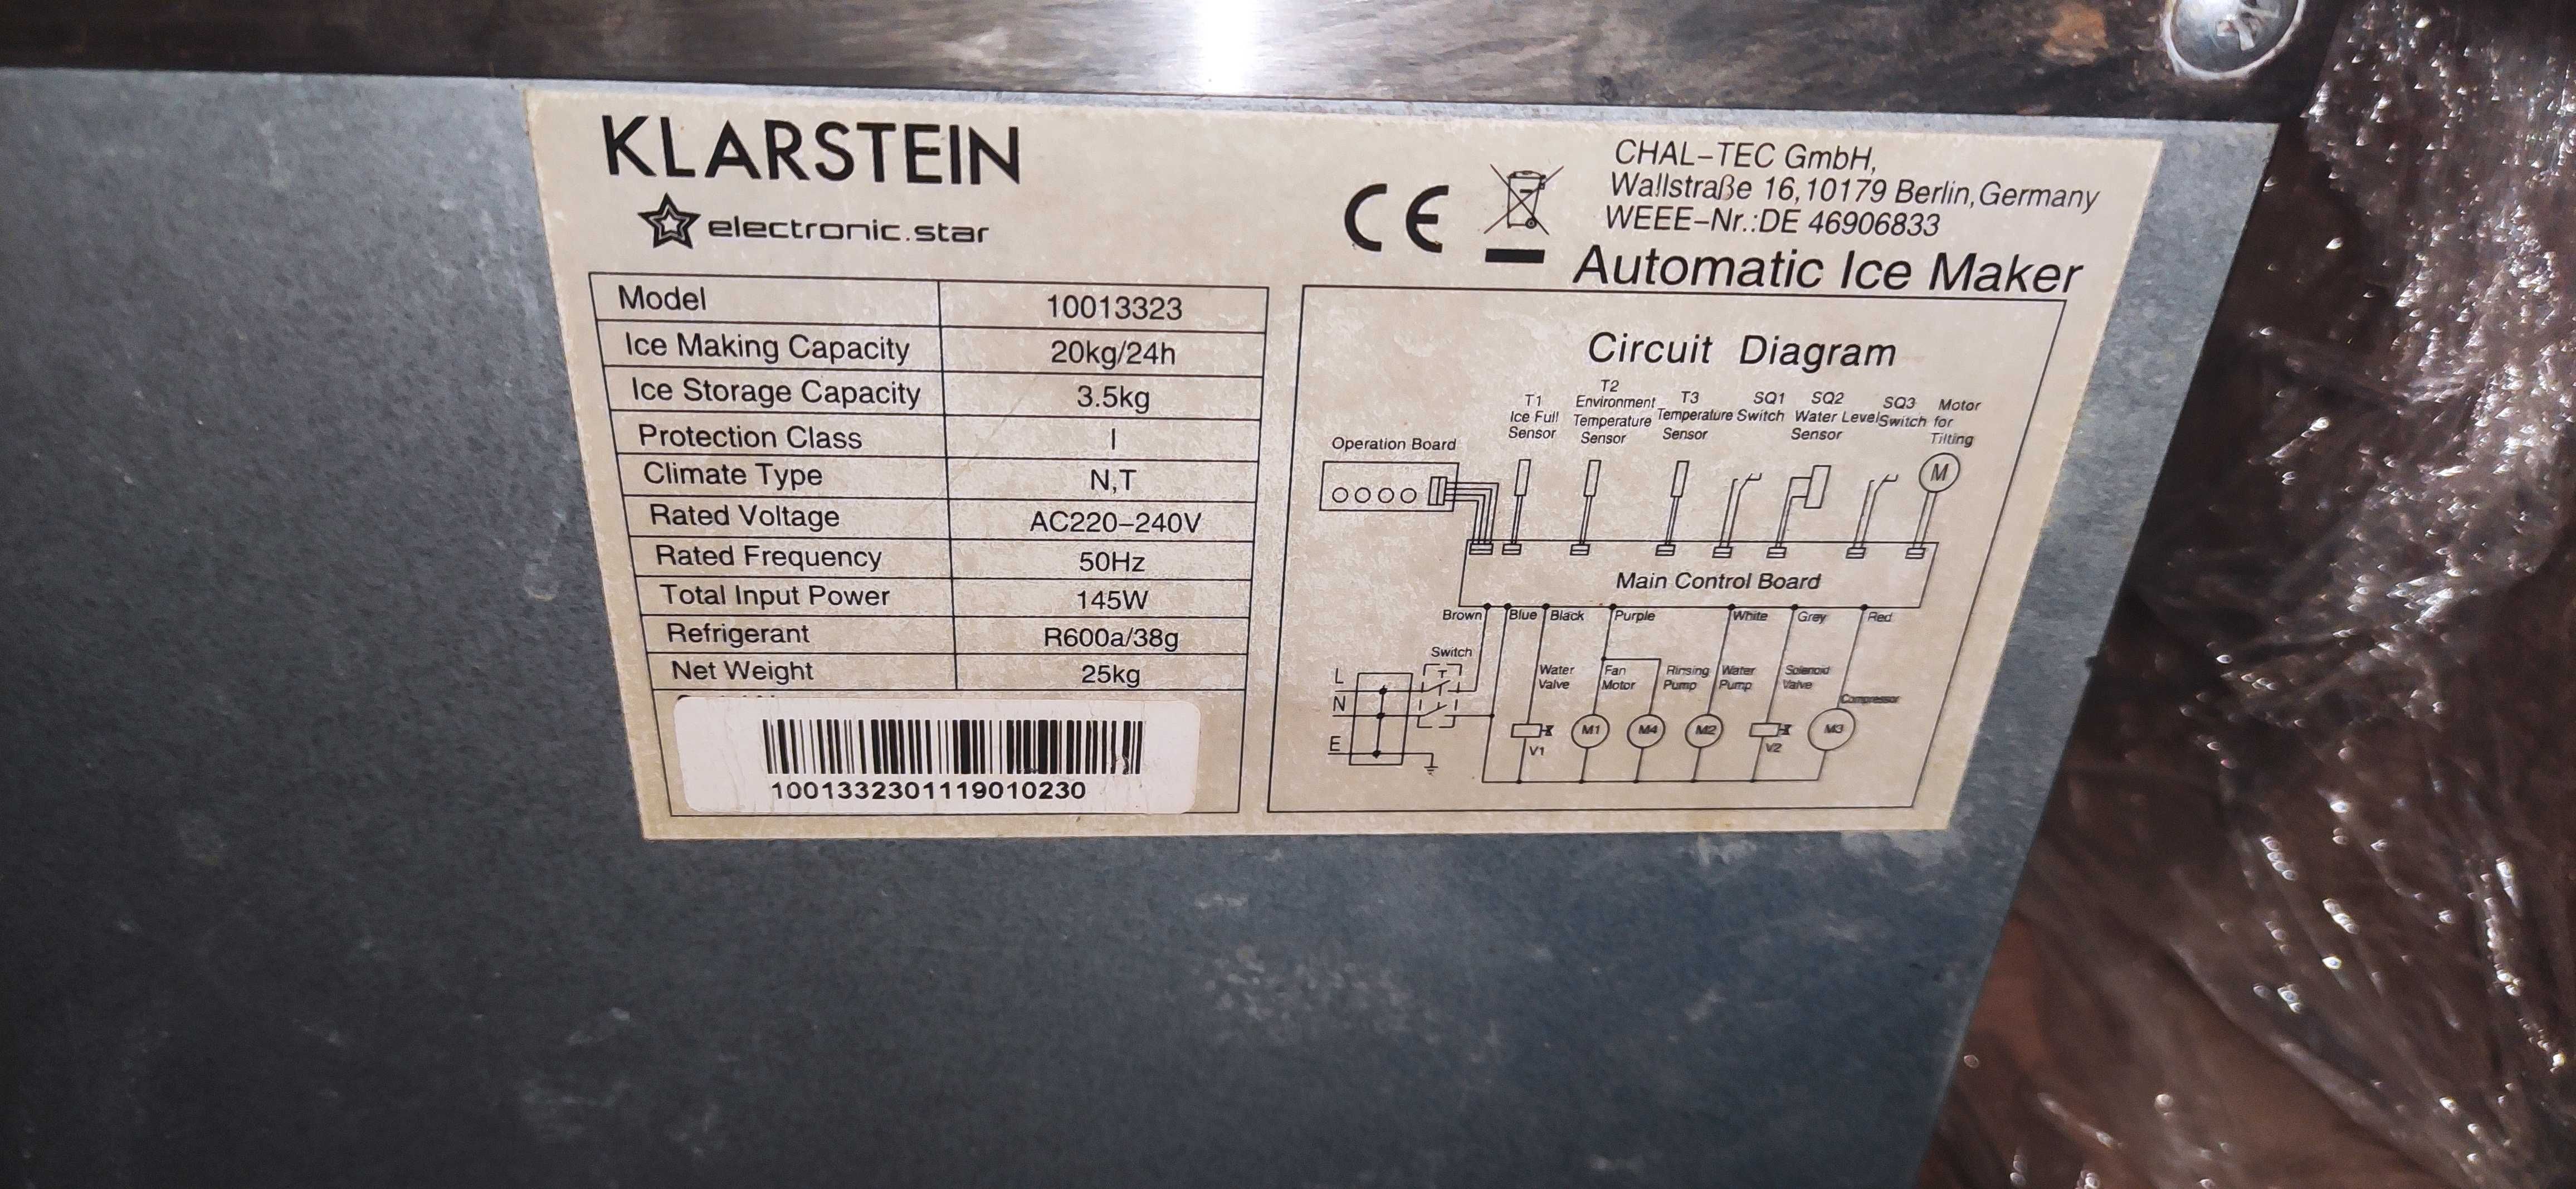 KLARSTEIN
electronic.star
CHAL-TEC GmbH,
Wallstraße 16,10179 Berlin,Germany
WEEE-Nr.:DE 46906833
Automatic Ice Maker
Model 10013323
Ice Making Capacity 20kg/24h
Ice Storage Capacity 3.5kg
Protection Class I
Climate Type N,T
Rated Voltage AC220-240V
Rated Frequency 50Hz
Total Input Power 145W
Refrigerant R600a/38g
Net Weight 25kg
1001332301119010230
Circuit Diagram
T1 Ice Full Sensor
T2 Environment Temperature Sensor
T3 Temperature Sensor
SQ1 Switch
SQ2 Water Level Sensor
SQ3 Switch
Motor for Tilting
Operation Board
M
Main Control Board
Brown Blue Black Purple White Grey Red
Switch
L
N
E
Water Valve
Fan Motor
Rinsing Pump
Water Pump
Solenoid Valve
Compressor
V1 M1 M4 M2 V2 M3